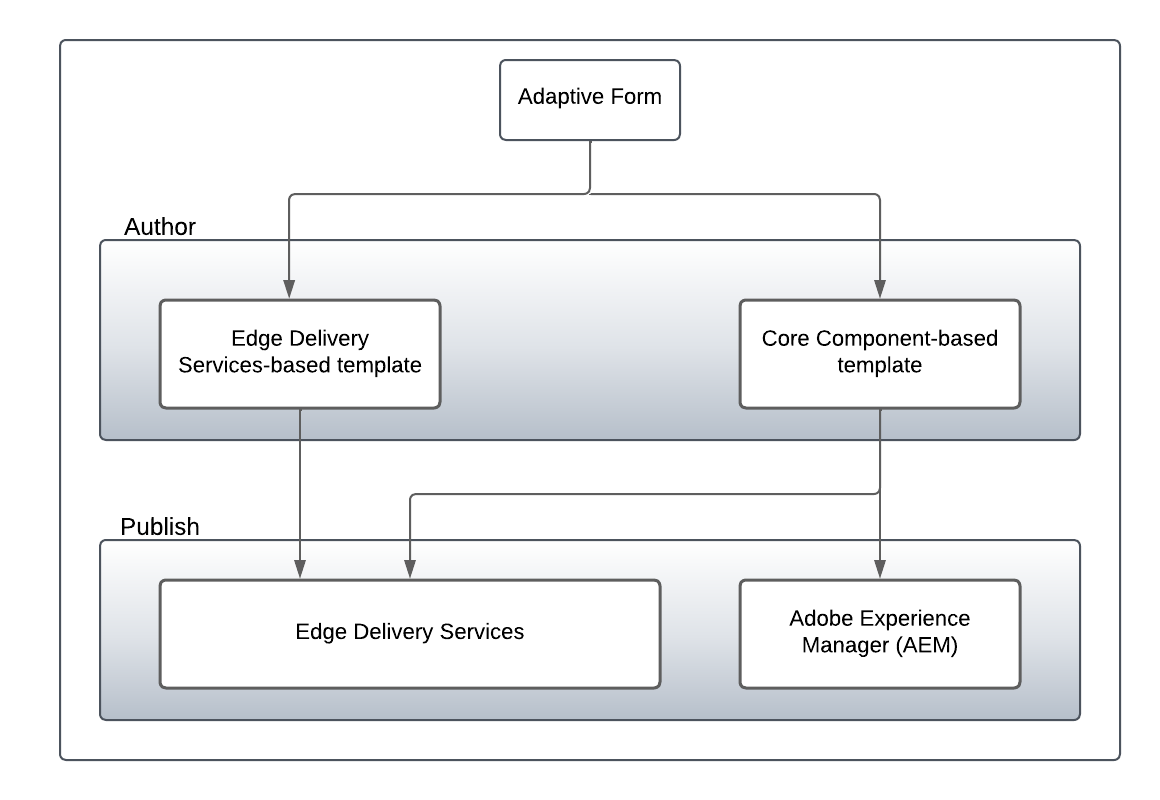 Adaptive Form
Author
Edge Delivery
Services-based template
Core Component-based
template
Publish
Edge Delivery Services
Adobe Experience
Manager (AEM)